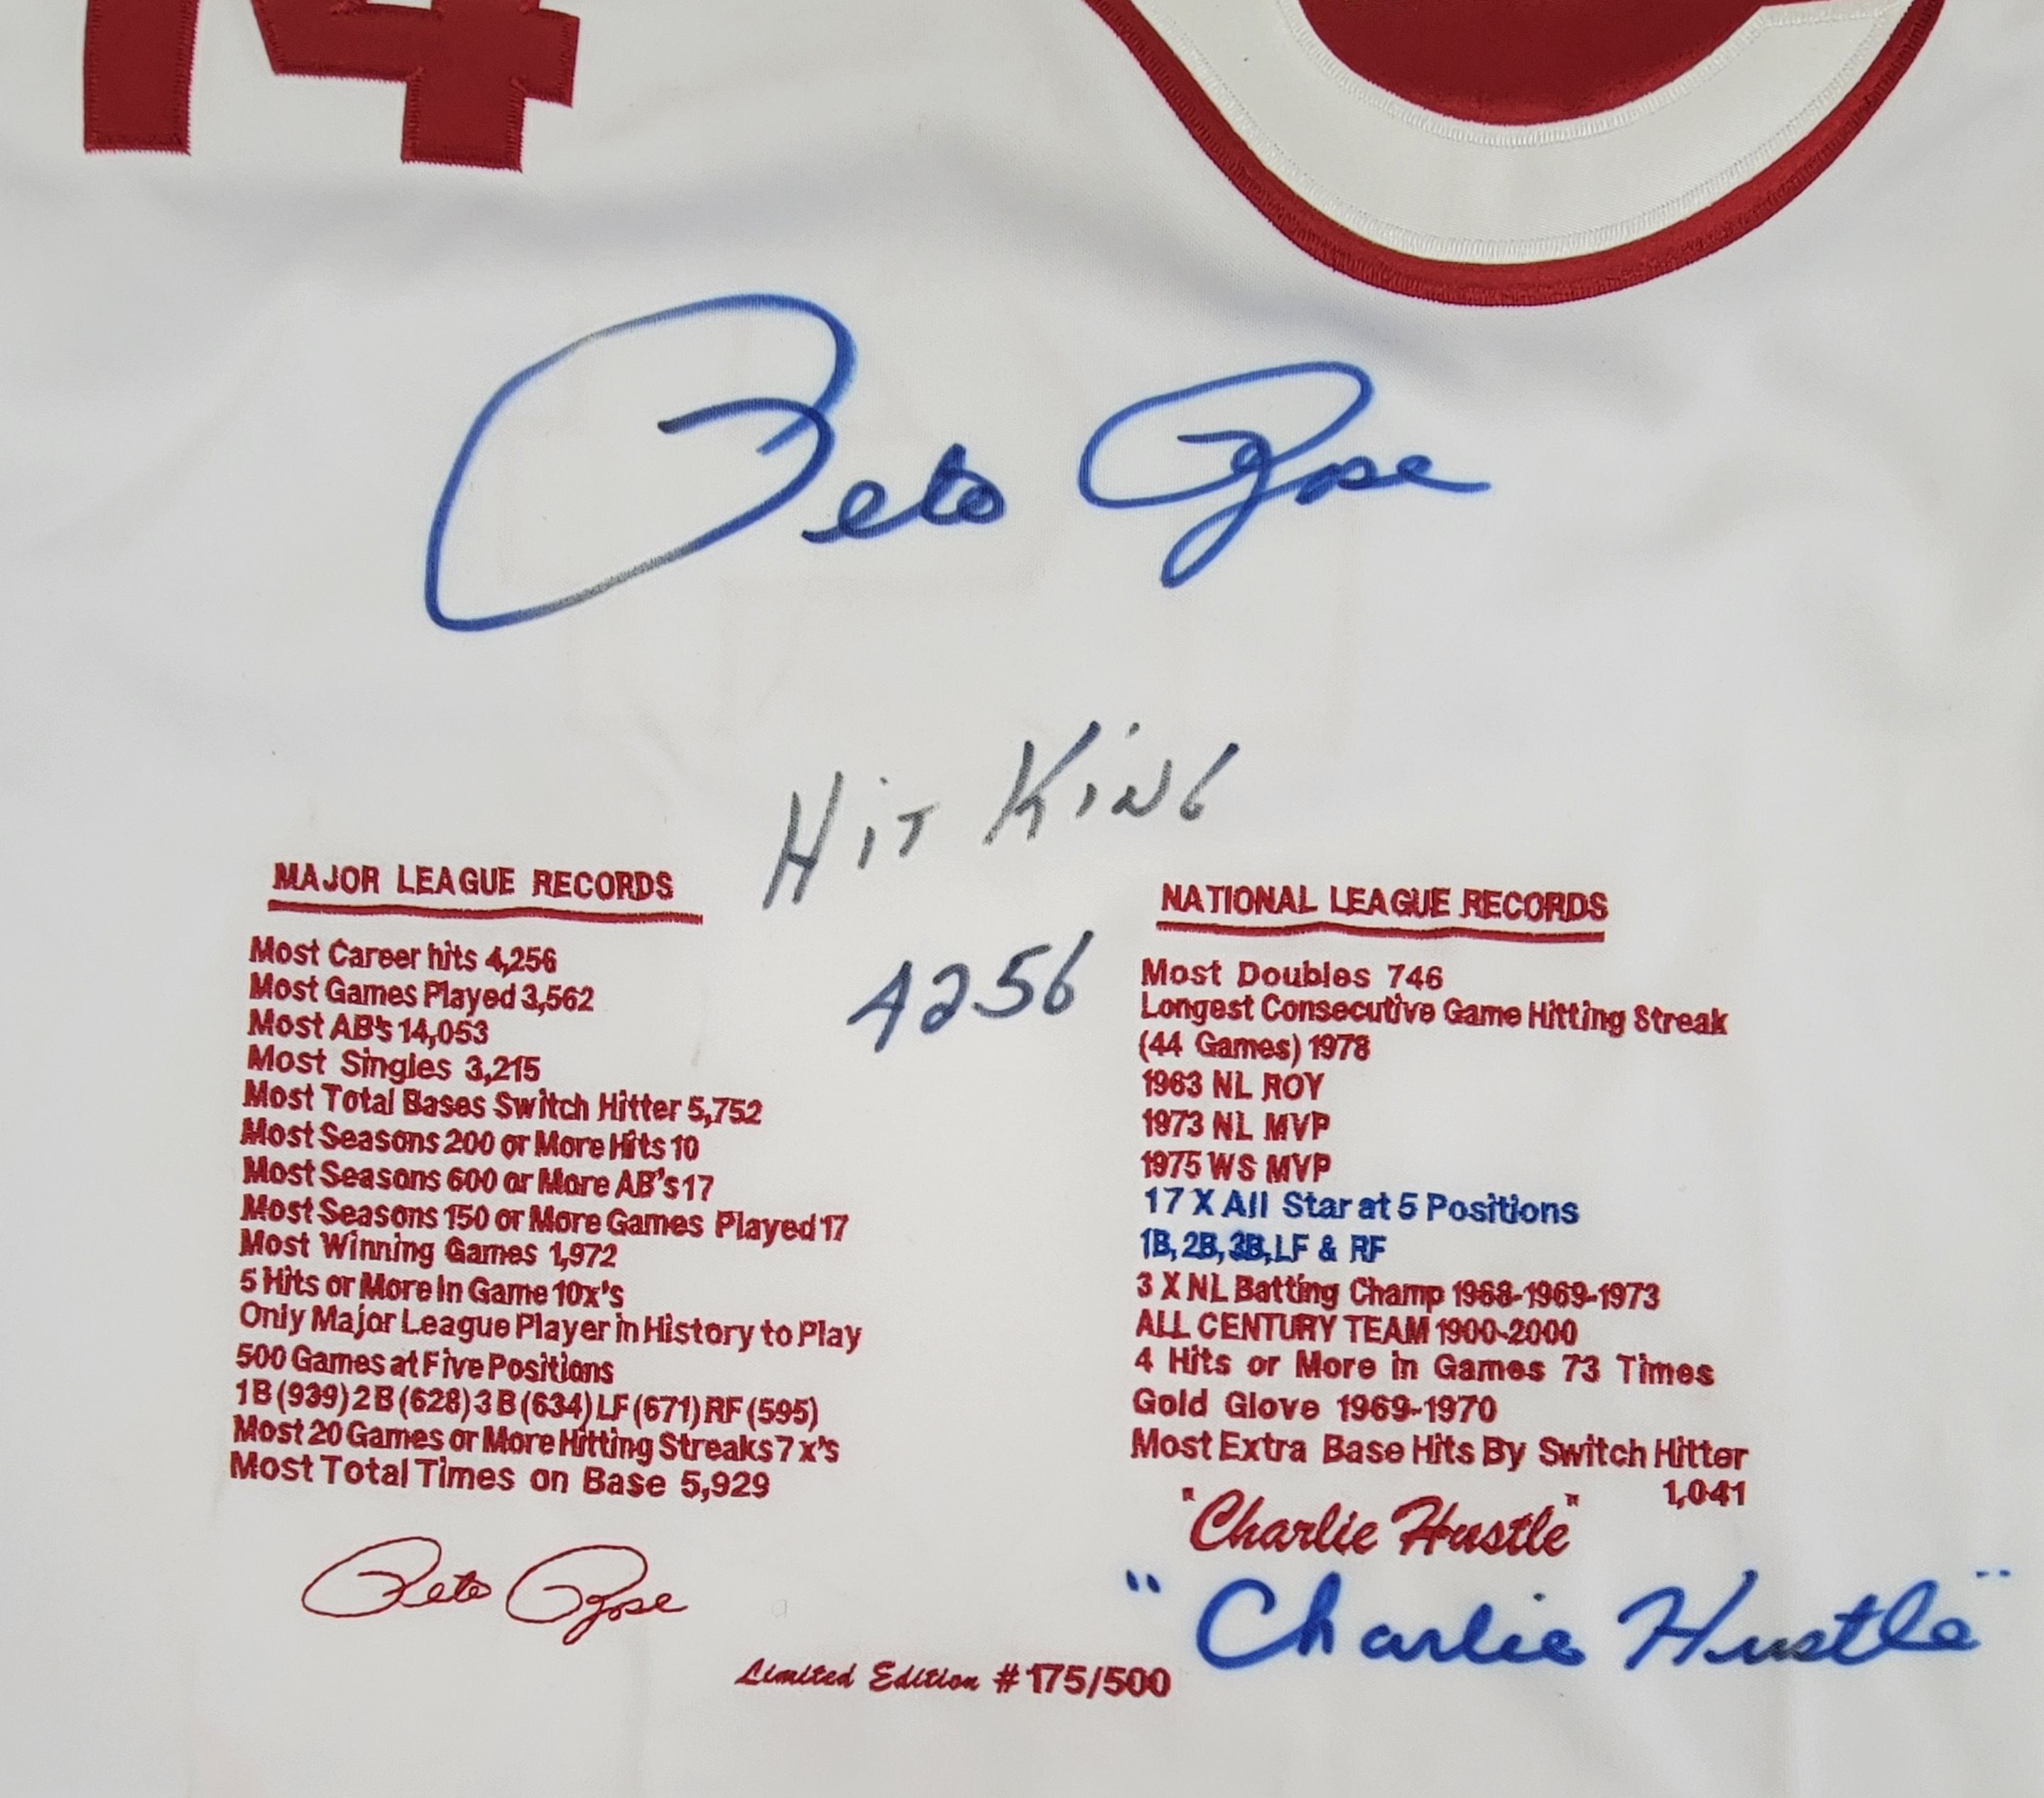 14
Pete Rose
Hit King
4256
MAJOR LEAGUE RECORDS
Most Career hits 4,256
Most Games Played 3,562
Most AB's 14,053
Most Singles 3,215
Most Total Bases Switch Hitter 5,752
Most Seasons 200 or More Hits 10
Most Seasons 600 or More AB's 17
Most Seasons 150 or More Games Played 17
Most Winning Games 1,972
5 Hits or More In Game 10x's
Only Major League Player in History to Play
500 Games at Five Positions
1B (939) 2B (628) 3B (634) LF (671) RF (595)
Most 20 Games or More Hitting Streaks 7x's
Most Total Times on Base 5,929
Pete Rose
NATIONAL LEAGUE RECORDS
Most Doubles 746
Longest Consecutive Game Hitting Streak
(44 Games) 1978
1963 NL ROY
1973 NL MVP
1975 WS MVP
17 X All Star at 5 Positions
1B, 2B, 3B, LF & RF
3 X NL Batting Champ 1968-1969-1973
ALL CENTURY TEAM 1900-2000
4 Hits or More in Games 73 Times
Gold Glove 1969-1970
Most Extra Base Hits By Switch Hitter
1,041
"Charlie Hustle"
"Charlie Hustle"
Limited Edition #175/500